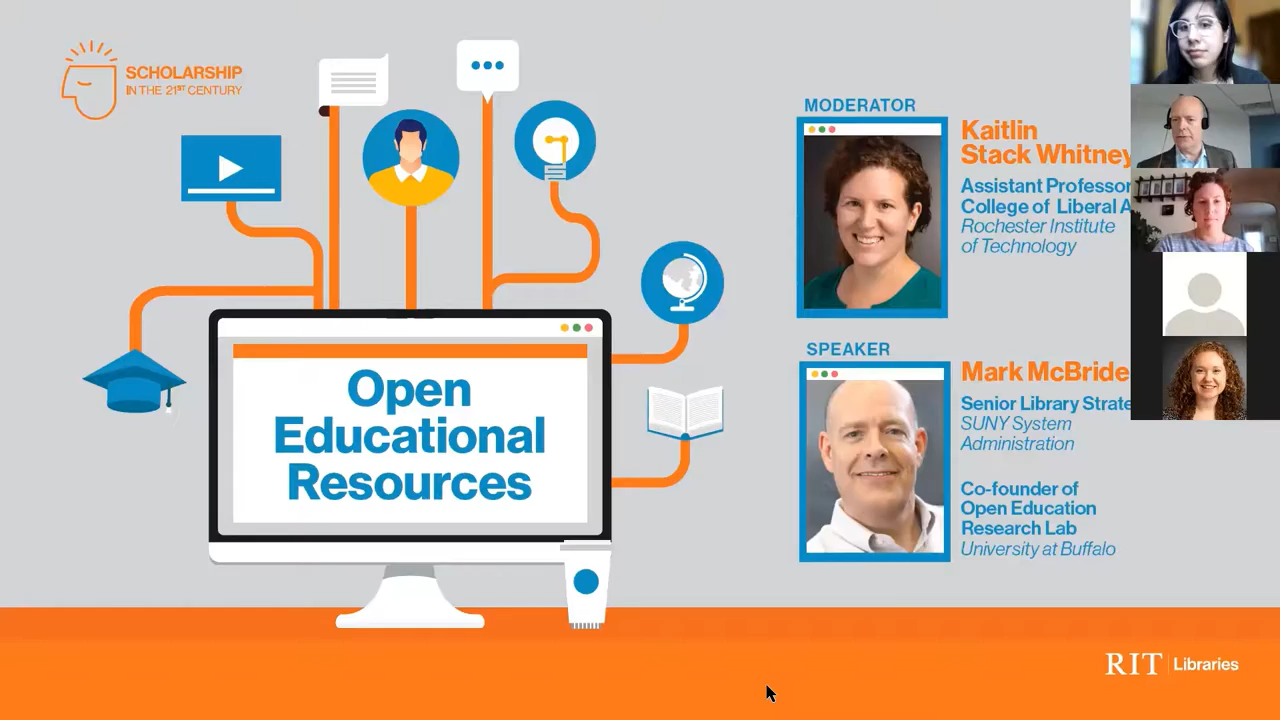 SCHOLARSHIP
IN THE 21ST CENTURY
Open
Educational
Resources
MODERATOR
Kaitlin
Stack Whitney
Assistant Professor
College of Liberal A
Rochester Institute
of Technology
SPEAKER
Mark McBride
Senior Library Strate
SUNY System
Administration
Co-founder of
Open Education
Research Lab
University at Buffalo
RIT | Libraries